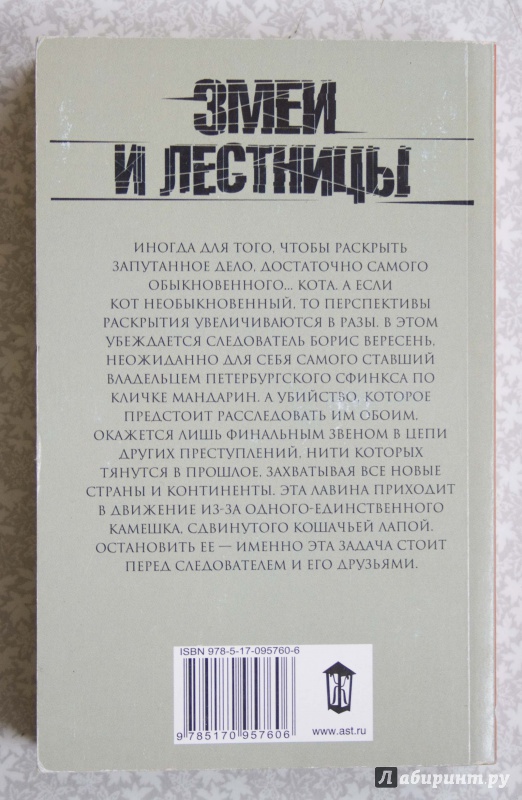 ЗМЕИ
И ЛЕСТНИЦЫ
ИНОГДА ДЛЯ ТОГО, ЧТОБЫ РАСКРЫТЬ
ЗАПУТАННОЕ ДЕЛО, ДОСТАТОЧНО САМОГО
ОБЫКНОВЕННОГО... КОТА. А ЕСЛИ
КОТ НЕОБЫКНОВЕННЫЙ, ТО ПЕРСПЕКТИВЫ
РАСКРЫТИЯ УВЕЛИЧИВАЮТСЯ В РАЗЫ. В ЭТОМ
УБЕЖДАЕТСЯ СЛЕДОВАТЕЛЬ БОРИС ВЕРЕСЕНЬ,
НЕОЖИДАННО ДЛЯ СЕБЯ САМОГО СТАВШИЙ
ВЛАДЕЛЬЦЕМ ПЕТЕРБУРГСКОГО СФИНКСА ПО
КЛИЧКЕ МАНДАРИН. А УБИЙСТВО, КОТОРОЕ
ПРЕДСТОИТ РАССЛЕДОВАТЬ ИМ ОБОИМ,
ОКАЖЕТСЯ ЛИШЬ ФИНАЛЬНЫМ ЗВЕНОМ В ЦЕПИ
ДРУГИХ ПРЕСТУПЛЕНИЙ, НИТИ КОТОРЫХ
ТЯНУТСЯ В ПРОШЛОЕ, ЗАХВАТЫВАЯ ВСЕ НОВЫЕ
СТРАНЫ И КОНТИНЕНТЫ. ЭТА ЛАВИНА ПРИХОДИТ
В ДВИЖЕНИЕ ИЗ-ЗА ОДНОГО-ЕДИНСТВЕННОГО
КАМЕШКА, СДВИНУТОГО КОШАЧЬЕЙ ЛАПОЙ.
ОСТАНОВИТЬ ЕЕ — ИМЕННО ЭТА ЗАДАЧА СТОИТ
ПЕРЕД СЛЕДОВАТЕЛЕМ И ЕГО ДРУЗЬЯМИ.
ISBN 978-5-17-095760-6
9 785170 957606
www.ast.ru
Лабиринт.ру